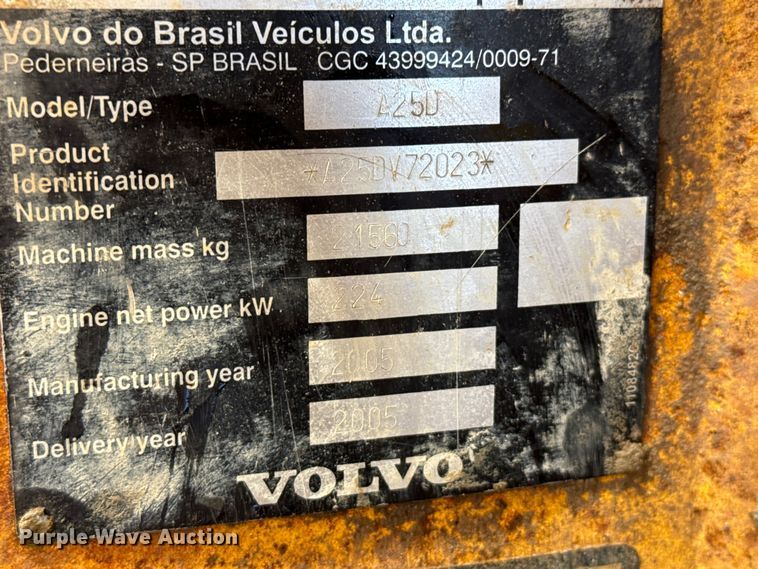 Volvo do Brasil Veículos Ltda.
Pederneiras - SP BRASIL CGC 43999424/0009-71
Model/Type A25D
Product Identification Number *A25DV72023*
Machine mass kg 21560
Engine net power kW 224
Manufacturing year 2005
Delivery year 2005
VOLVO
Purple Wave Auction